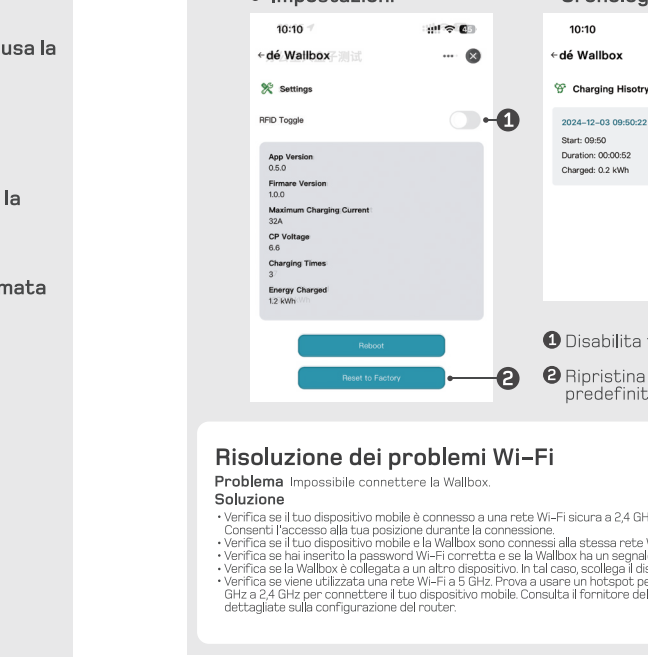 usa la
la
mata
Impostazioni
10:10
dé Wallbox
Settings
RFID Toggle
1
App Version
0.5.0
Firmare Version
1.0.0
Maximum Charging Current
32A
CP Voltage
6.6
Charging Times
3
Energy Charged
1.2 kWh
Reboot
Reset to Factory
2
10:10
dé Wallbox
Charging Hisotry
2024-12-03 09:50:22
Start: 09:50
Duration: 00:00:52
Charged: 0.2 kWh
1 Disabilita
2 Ripristina
predefinit
Risoluzione dei problemi Wi-Fi
Problema Impossibile connettere la Wallbox.
Soluzione
• Verifica se il tuo dispositivo mobile è connesso a una rete Wi-Fi sicura a 2,4 GH
Consenti l'accesso alla tua posizione durante la connessione.
• Verifica se il tuo dispositivo mobile e la Wallbox sono connessi alla stessa rete
• Verifica se hai inserito la password Wi-Fi corretta e se la Wallbox ha un segnale
• Verifica se la Wallbox è collegata a un altro dispositivo. In tal caso, scollega il dis
• Verifica se viene utilizzata una rete Wi-Fi a 5 GHz. Prova a usare un hotspot pe
GHz a 2,4 GHz per connettere il tuo dispositivo mobile. Consulta il fornitore del
dettagliate sulla configurazione del router.